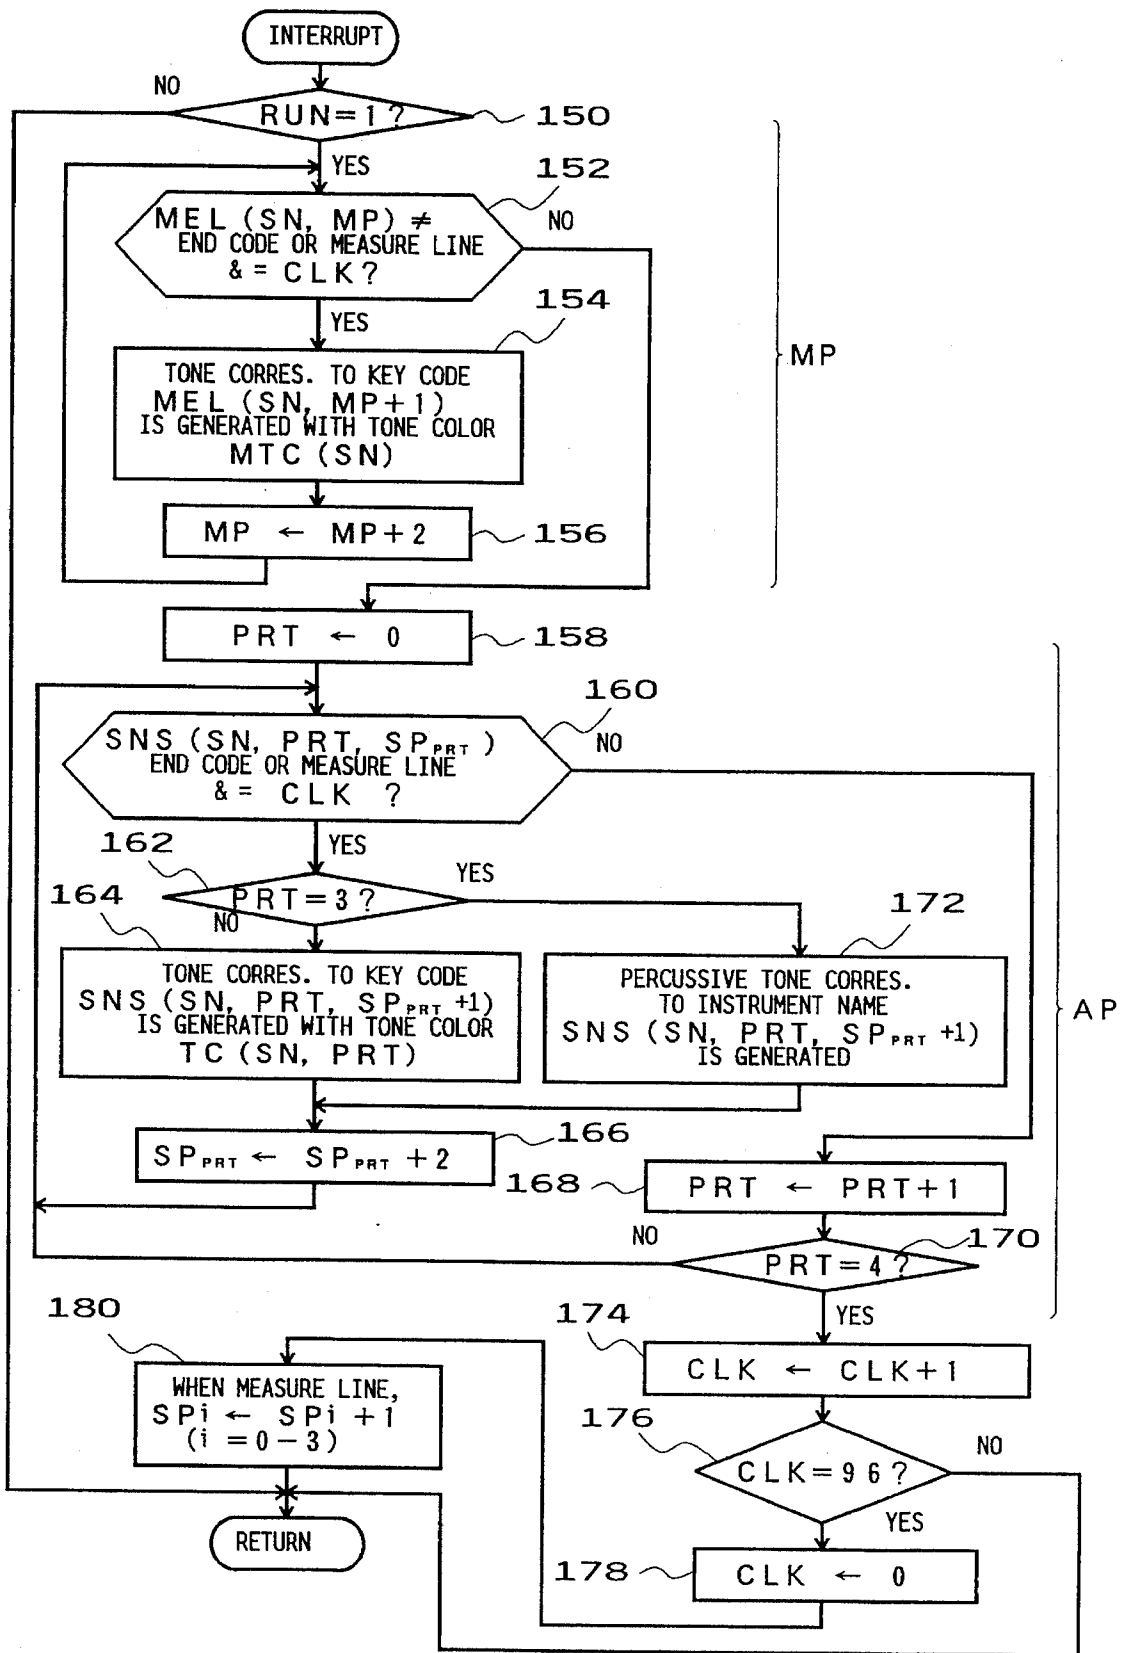 INTERRUPT
NO
RUN=1?
150
YES
152
MEL (SN, MP) ≠
END CODE OR MEASURE LINE
& = CLK?
NO
YES
154
TONE CORRES. TO KEY CODE
MEL (SN, MP+1)
IS GENERATED WITH TONE COLOR
MTC (SN)
MP
MP ← MP+2
156
PRT ← 0
158
160
SNS (SN, PRT, SPPRT)
END CODE OR MEASURE LINE
& = CLK ?
NO
YES
162
PRT=3?
YES
NO
164
172
TONE CORRES. TO KEY CODE
SNS (SN, PRT, SPPRT +1)
IS GENERATED WITH TONE COLOR
TC (SN, PRT)
PERCUSSIVE TONE CORRES.
TO INSTRUMENT NAME
SNS (SN, PRT, SPPRT +1)
IS GENERATED
AP
SPPRT ← SPPRT +2
166
168
PRT ← PRT+1
NO
PRT=4?
170
YES
180
174
WHEN MEASURE LINE,
SPi ← SPi +1
(i =0-3)
CLK ← CLK+1
176
CLK=96?
NO
YES
RETURN
178
CLK ← 0